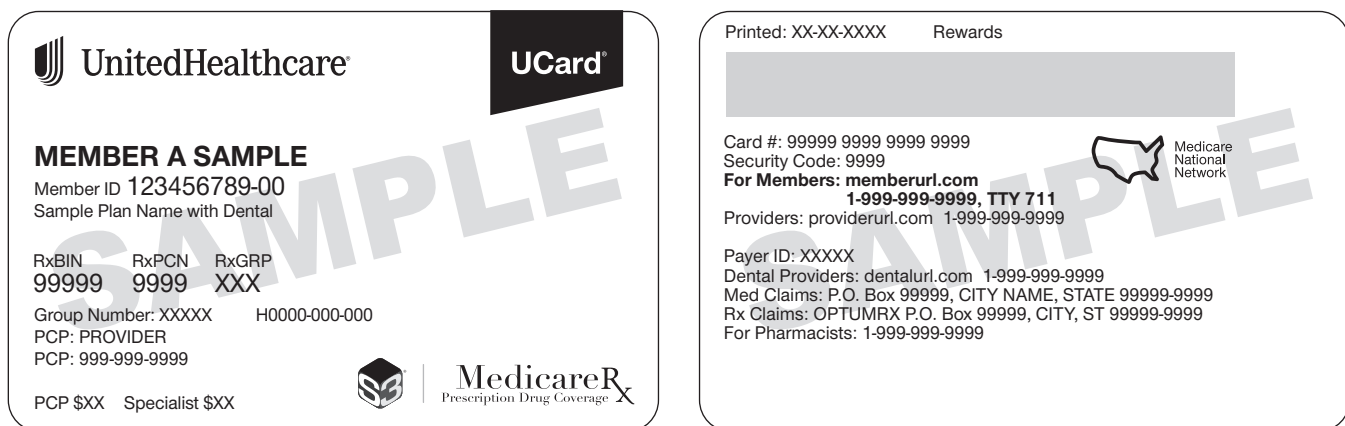 UnitedHealthcare®
UCard®
MEMBER A SAMPLE
Member ID 123456789-00
Sample Plan Name with Dental
RxBIN RxPCN RxGRP
99999 9999 XXX
Group Number: XXXXX H0000-000-000
PCP: PROVIDER
PCP: 999-999-9999
PCP $XX Specialist $XX
S3
MedicareRx
Prescription Drug Coverage
SAMPLE
Printed: XX-XX-XXXX Rewards
Card #: 99999 9999 9999 9999
Security Code: 9999
For Members: memberurl.com
1-999-999-9999, TTY 711
Providers: providerurl.com 1-999-999-9999
Medicare
National
Network
Payer ID: XXXXX
Dental Providers: dentalurl.com 1-999-999-9999
Med Claims: P.O. Box 99999, CITY NAME, STATE 99999-9999
Rx Claims: OPTUMRX P.O. Box 99999, CITY, ST 99999-9999
For Pharmacists: 1-999-999-9999
SAMPLE